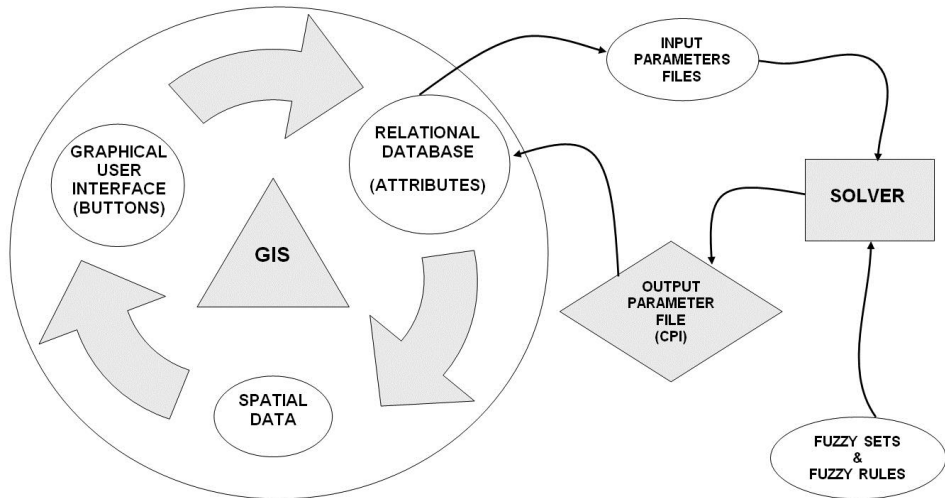 GRAPHICAL
USER
INTERFACE
(BUTTONS)
RELATIONAL
DATABASE
(ATTRIBUTES)
GIS
SPATIAL
DATA
INPUT
PARAMETERS
FILES
SOLVER
OUTPUT
PARAMETER
FILE
(CPI)
FUZZY SETS
&
FUZZY RULES